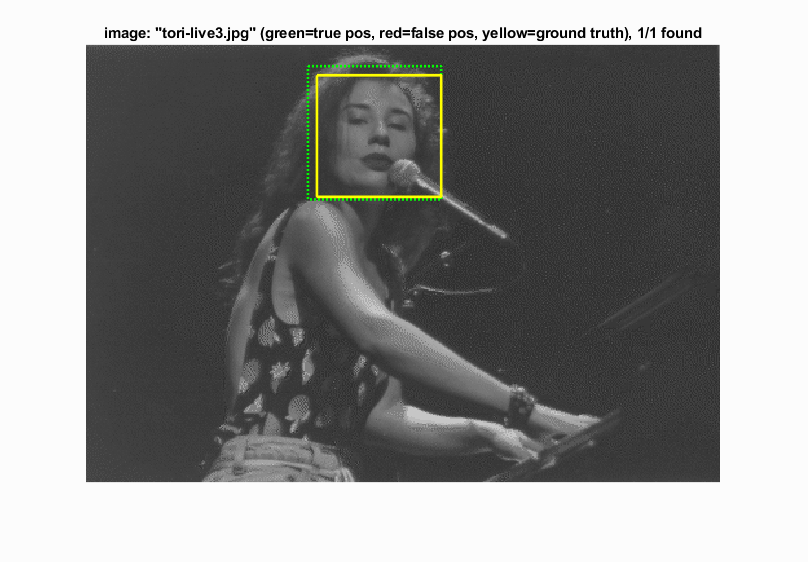 image: "tori-live3.jpg" (green=true pos, red=false pos, yellow=ground truth), 1/1 found